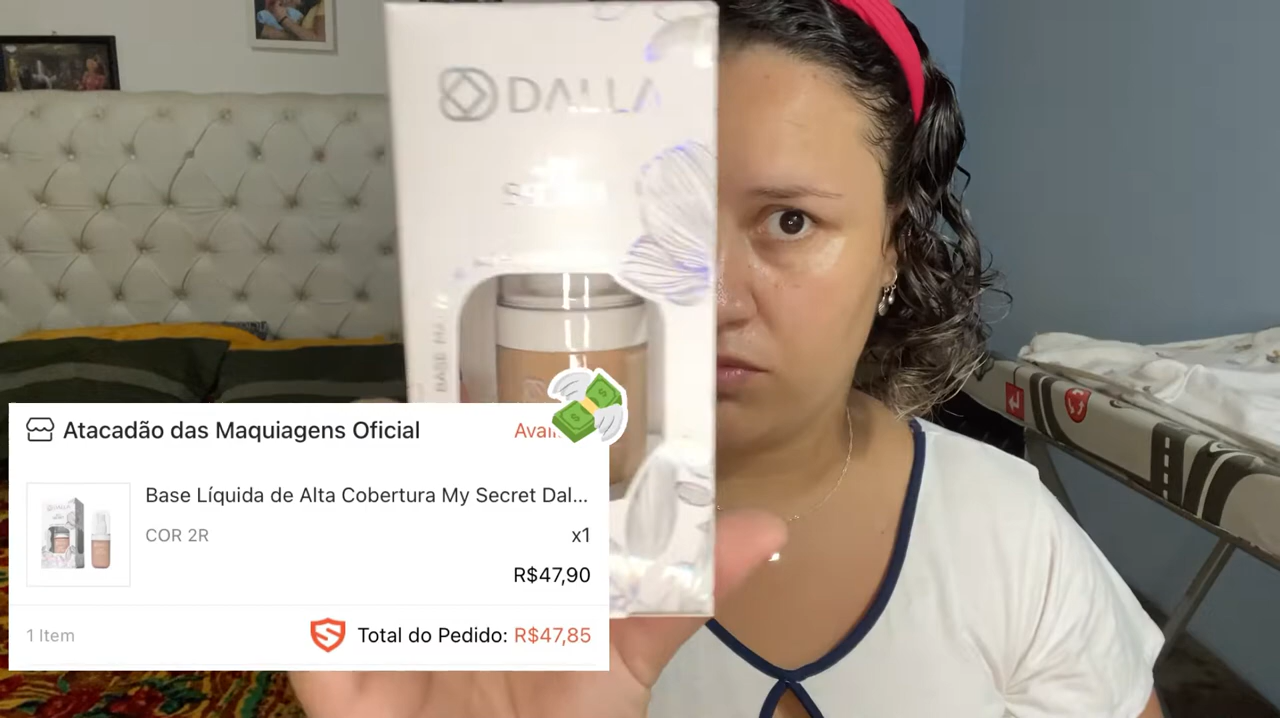 DALLA
Atacadão das Maquiagens Oficial
Base Líquida de Alta Cobertura My Secret Dal...
COR 2R
x1
R$47,90
1 Item
Total do Pedido: R$47,85